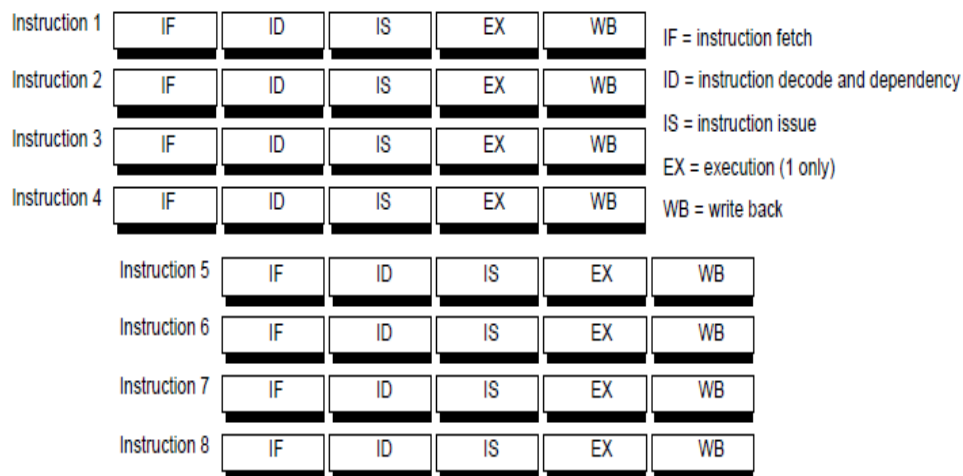 Instruction 1 IF ID IS EX WB
IF = instruction fetch
Instruction 2 IF ID IS EX WB
ID = instruction decode and dependency
Instruction 3 IF ID IS EX WB
IS = instruction issue
EX = execution (1 only)
Instruction 4 IF ID IS EX WB
WB = write back
Instruction 5 IF ID IS EX WB
Instruction 6 IF ID IS EX WB
Instruction 7 IF ID IS EX WB
Instruction 8 IF ID IS EX WB